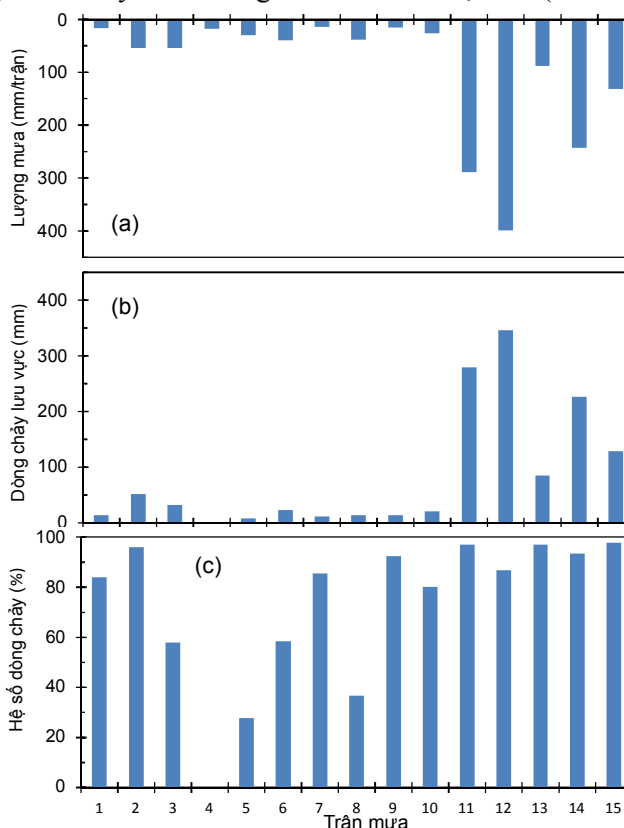 0
100
200
300
400
Lượng mưa (mm/trận)
(a)
400
300
200
100
0
Dòng chảy lưu vực (mm)
(b)
100
80
60
40
20
0
Hệ số dòng chảy (%)
(c)
1 2 3 4 5 6 7 8 9 10 11 12 13 14 15
Trận mưa